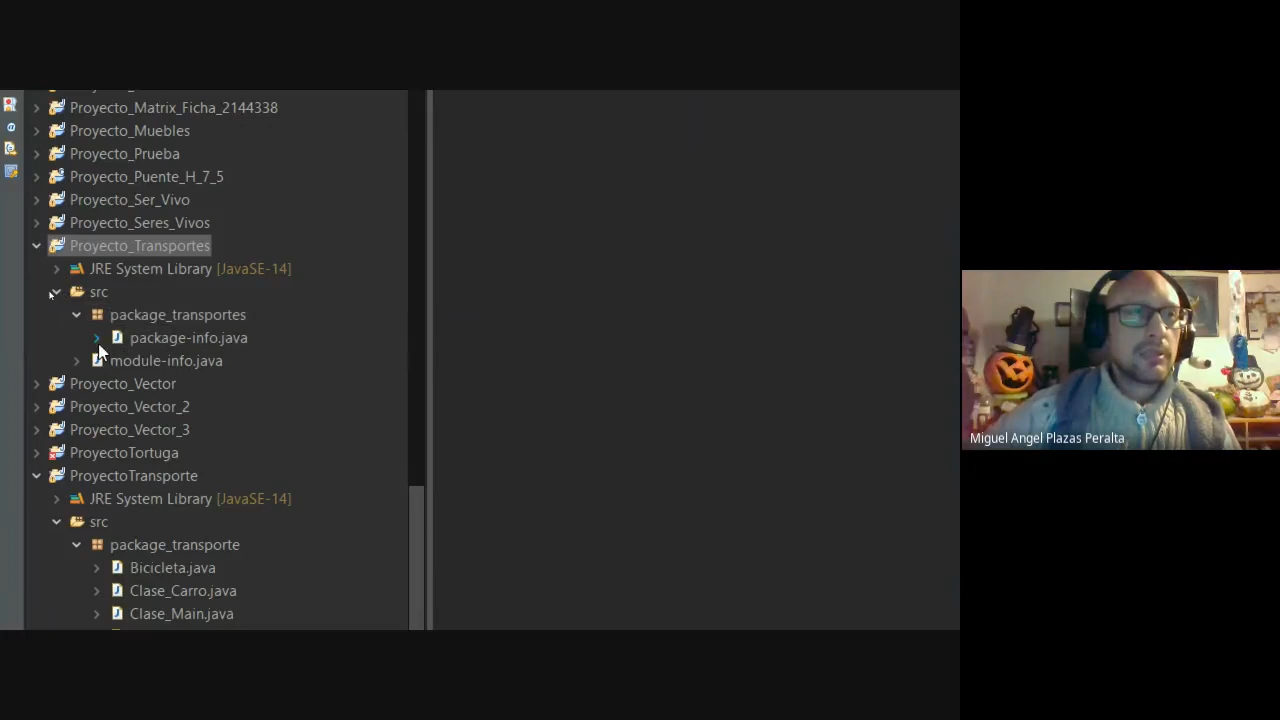 Proyecto_Matrix_Ficha_2144338
Proyecto_Muebles
Proyecto_Prueba
Proyecto_Puente_H_7_5
Proyecto_Ser_Vivo
Proyecto_Seres_Vivos
Proyecto_Transportes
JRE System Library [JavaSE-14]
src
package_transportes
package-info.java
module-info.java
Proyecto_Vector
Proyecto_Vector_2
Proyecto_Vector_3
ProyectoTortuga
ProyectoTransporte
JRE System Library [JavaSE-14]
src
package_transporte
Bicicleta.java
Clase_Carro.java
Clase_Main.java
Miguel Angel Plazas Peralta